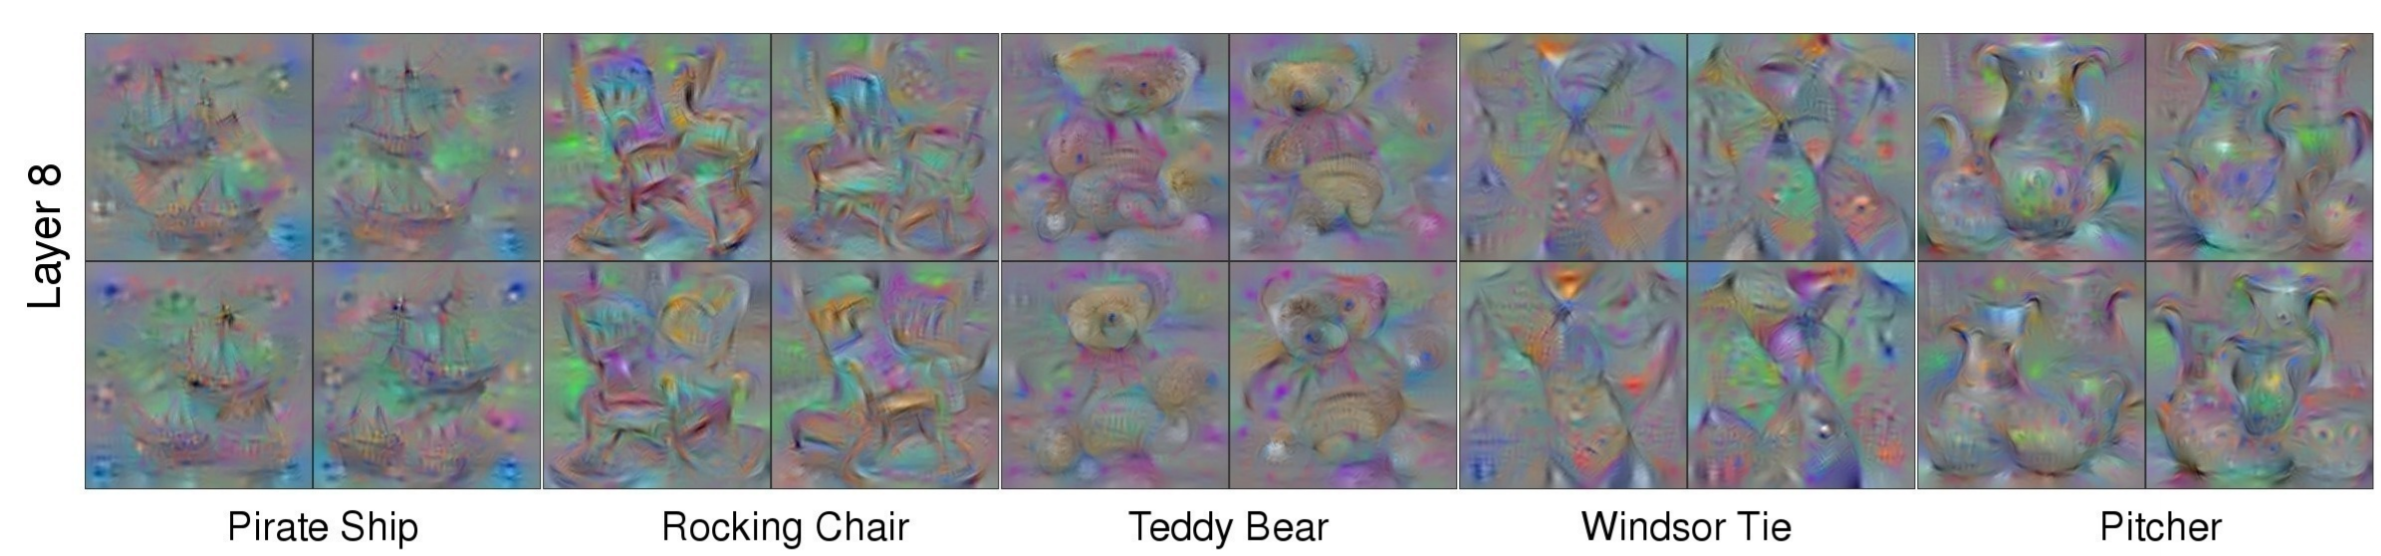 Layer 8
Pirate Ship
Rocking Chair
Teddy Bear
Windsor Tie
Pitcher